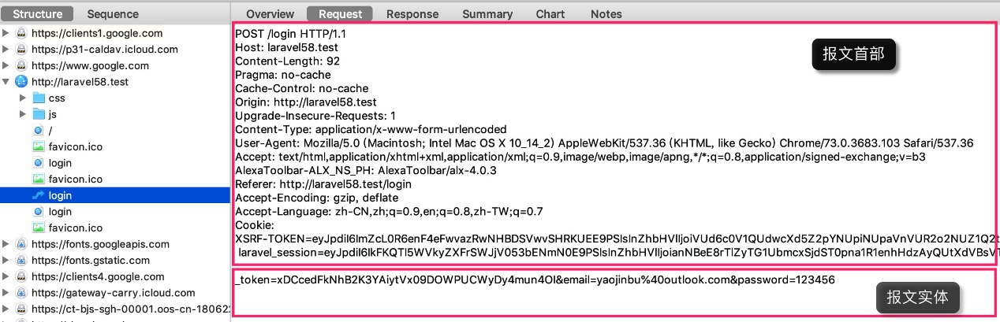 Structure
Sequence
https://clients1.google.com
https://p31-caldav.icloud.com
https://www.google.com
http://laravel58.test
css
js
/
favicon.ico
login
favicon.ico
login
login
favicon.ico
https://fonts.googleapis.com
https://fonts.gstatic.com
https://clients4.google.com
https://gateway-carry.icloud.com
https://ct-bjs-sgh-00001.oos-cn-18062
Overview
Request
Response
Summary
Chart
Notes
POST /login HTTP/1.1
报文首部
Host: laravel58.test
Content-Length: 92
Pragma: no-cache
Cache-Control: no-cache
Origin: http://laravel58.test
Upgrade-Insecure-Requests: 1
Content-Type: application/x-www-form-urlencoded
User-Agent: Mozilla/5.0 (Macintosh; Intel Mac OS X 10_14_2) AppleWebKit/537.36 (KHTML, like Gecko) Chrome/73.0.3683.103 Safari/537.36
Accept: text/html,application/xhtml+xml,application/xml;q=0.9,image/webp,image/apng,*/*;q=0.8,application/signed-exchange;v=b3
AlexaToolbar-ALX_NS_PH: AlexaToolbar/alx-4.0.3
Referer: http://laravel58.test/login
Accept-Encoding: gzip, deflate
Accept-Language: zh-CN,zh;q=0.9,en;q=0.8,zh-TW;q=0.7
Cookie:
XSRF-TOKEN=eyJpdiI6ImZcL0R6enF4eFwvazRwNHBDSVwvSHRKUEE9PSIsInZhbHVlIjoiVUd6c0V1QUdwcXd5Z2pYNUpiNUpaVnVUR2o2NUZ1Q2t
laravel_session=eyJpdiI6IkFKQTl5WVkyZXFrSWJjV053bENmN0E9PSIsInZhbHVlIjoianNBeE8rTlZyTG1UbmcxSjdST0pna1R1enhHdzAyQUtXdVBsVT
_token=xDCcedFkNhB2K3YAiytVx09DOWPUCWyDy4mun4OI&email=yaojinbu%40outlook.com&password=123456
报文实体